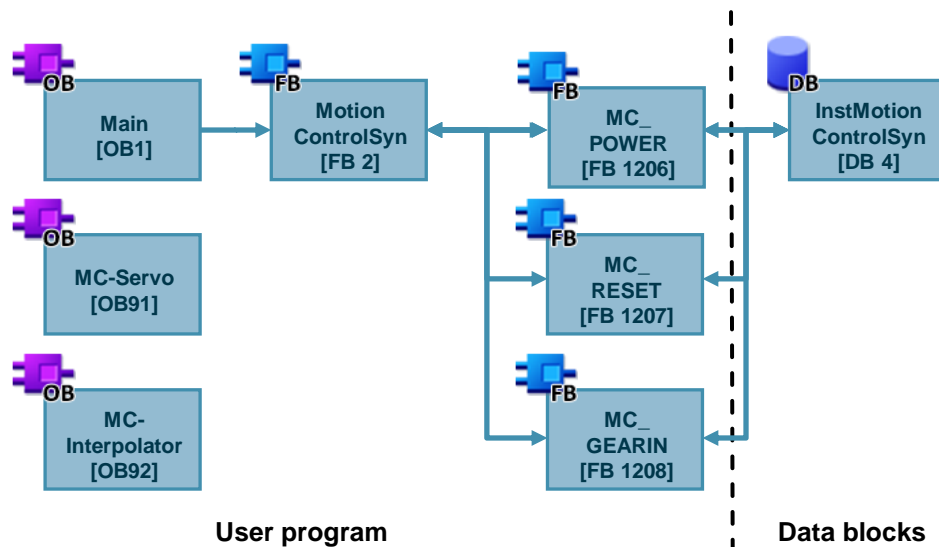 OB
Main
[OB1]
FB
Motion
ControlSyn
[FB 2]
FB
MC_
POWER
[FB 1206]
DB
InstMotion
ControlSyn
[DB 4]
OB
MC-Servo
[OB91]
FB
MC_
RESET
[FB 1207]
OB
MC-
Interpolator
[OB92]
FB
MC_
GEARIN
[FB 1208]
User program
Data blocks